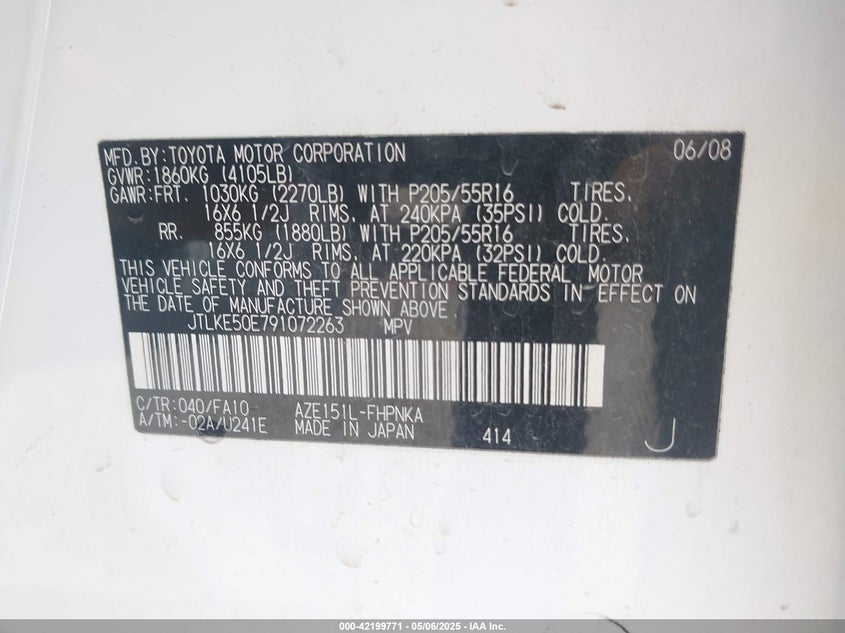 MFD.BY:TOYOTA MOTOR CORPORATION 06/08
GVWR:1860KG (4105LB)
GAWR:FRT. 1030KG (2270LB) WITH P205/55R16 TIRES,
16X6 1/2J RIMS, AT 240KPA (35PSI) COLD.
RR. 855KG (1880LB) WITH P205/55R16 TIRES,
16X6 1/2J RIMS, AT 220KPA (32PSI) COLD.
THIS VEHICLE CONFORMS TO ALL APPLICABLE FEDERAL MOTOR
VEHICLE SAFETY AND THEFT PREVENTION STANDARDS IN EFFECT ON
THE DATE OF MANUFACTURE SHOWN ABOVE.
JTLKE50E791072263 MPV
C/TR:040/FA10 AZE151L-FHPNKA
A/TM:-02A/U241E MADE IN JAPAN 414 J
000-42199771 | 05/06/2025 - IAA Inc.